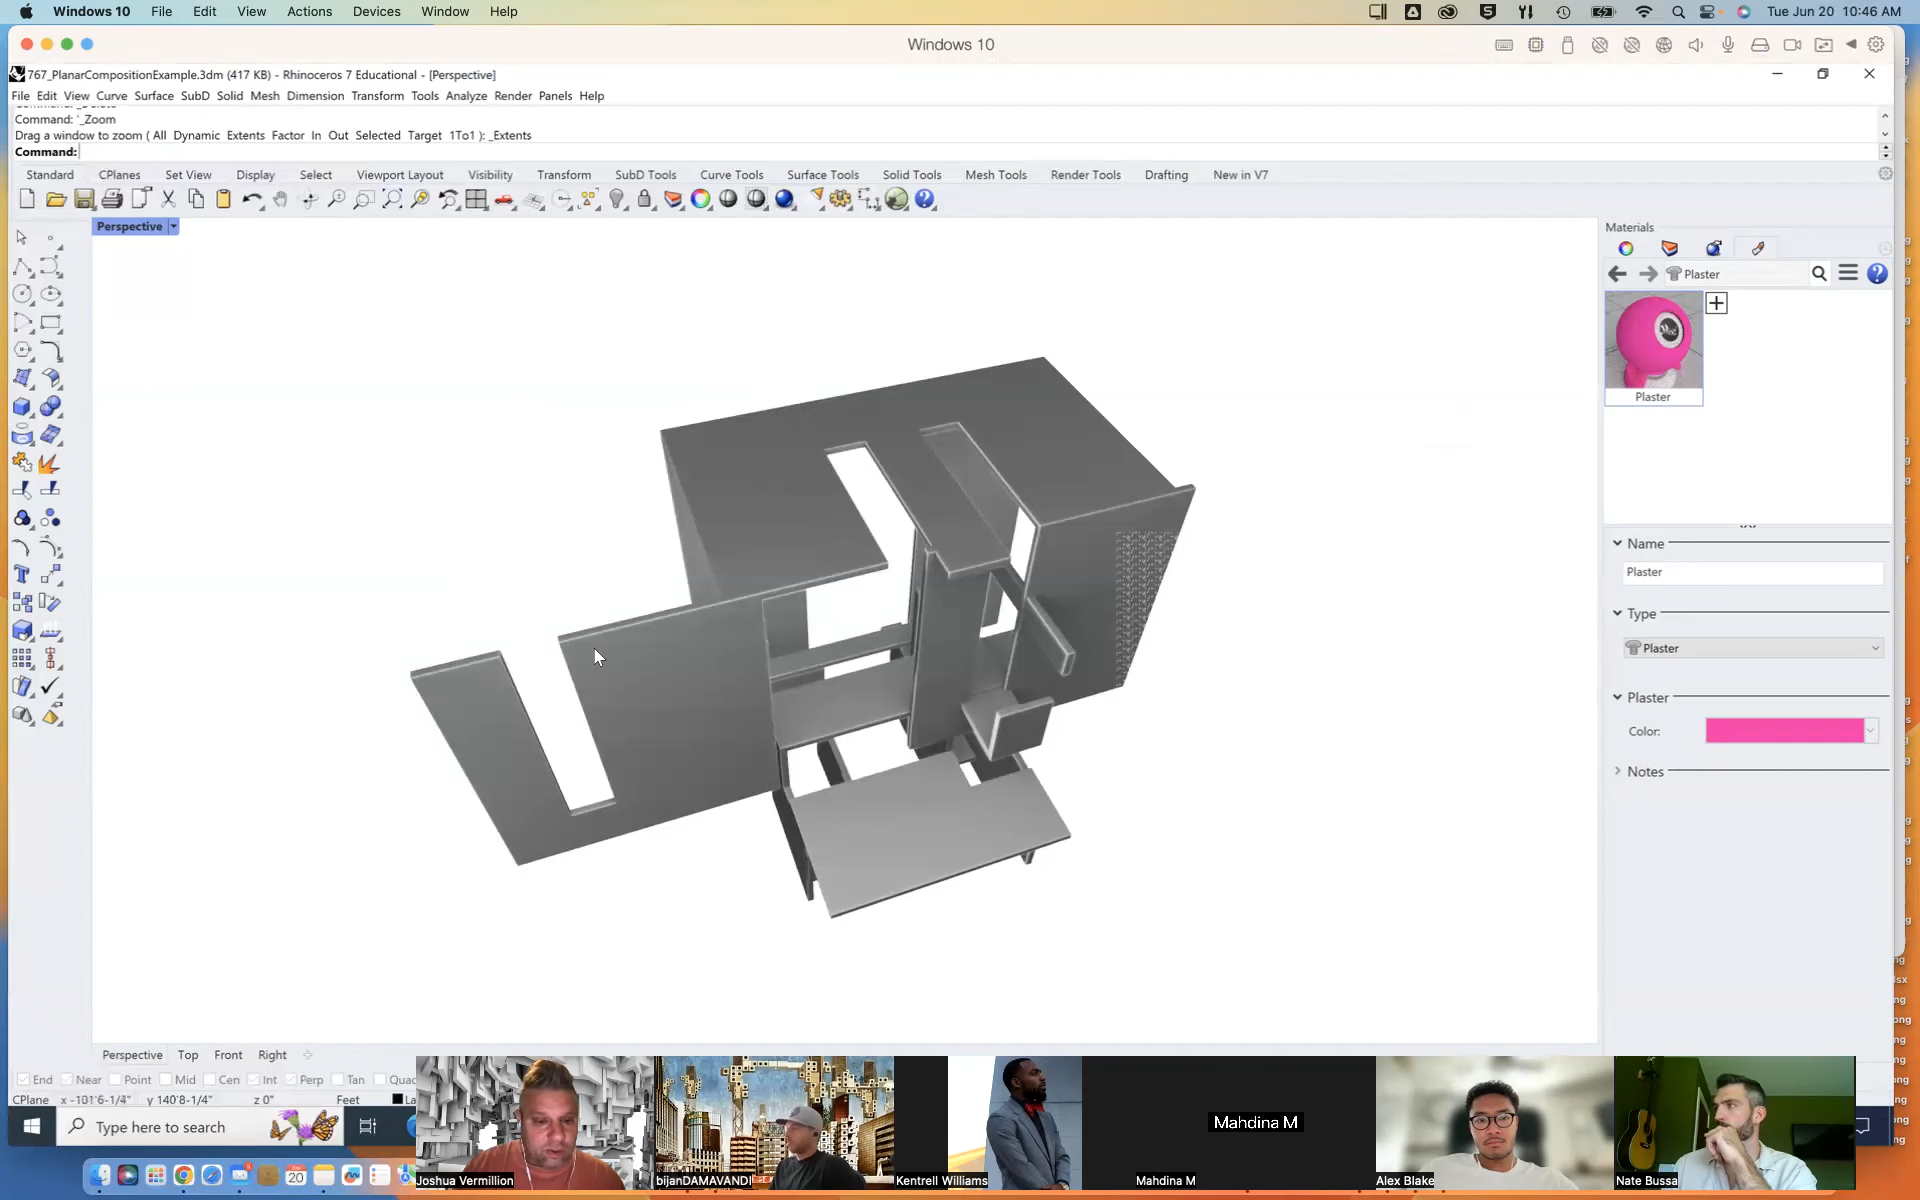 Windows 10 File Edit View Actions Devices Window Help Tue Jun 20 10:46 AM
Windows 10
767_PlanarCompositionExample.3dm (417 KB) - Rhinoceros 7 Educational - [Perspective]
File Edit View Curve Surface SubD Solid Mesh Dimension Transform Tools Analyze Render Panels Help
Command: '_Zoom
Drag a window to zoom ( All Dynamic Extents Factor In Out Selected Target 1To1 ): _Extents
Command:
Standard CPlanes Set View Display Select Viewport Layout Visibility Transform SubD Tools Curve Tools Surface Tools Solid Tools Mesh Tools Render Tools Drafting New in V7
Perspective
Materials
Plaster
Plaster
Name
Plaster
Type
Plaster
Plaster
Color:
Notes
Perspective Top Front Right
End Near Point Mid Cen Int Perp Tan Quad
CPlane x -101'6-1/4" y 140'8-1/4" z 0" Feet La
Type here to search
Mahdina M
JUN
20
Joshua Vermillion bijanDAMAVANDI Kentrell Williams Mahdina M Alex Blake Nate Bussa